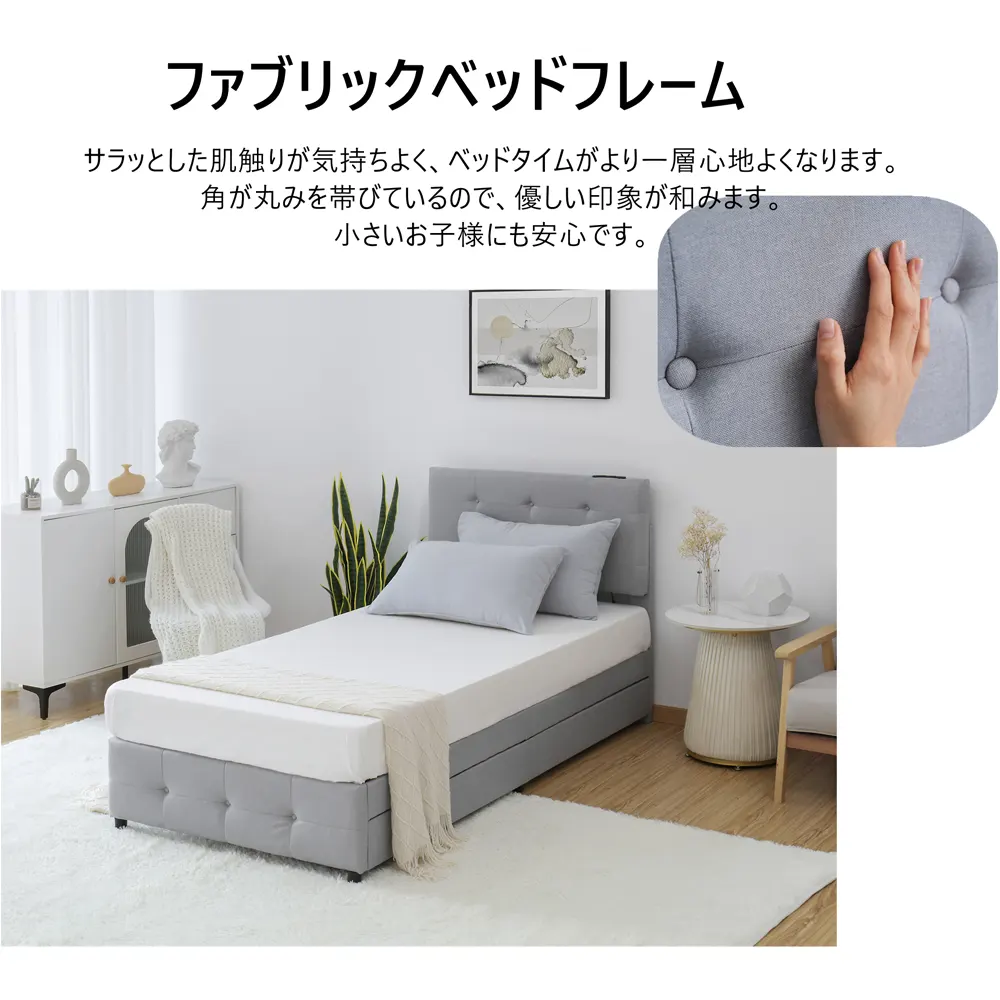 ファブリックベッドフレーム
サラッとした肌触りが気持ちよく、ベッドタイムがより一層心地よくなります。
角が丸みを帯びているので、優しい印象が和みます。
小さいお子様にも安心です。